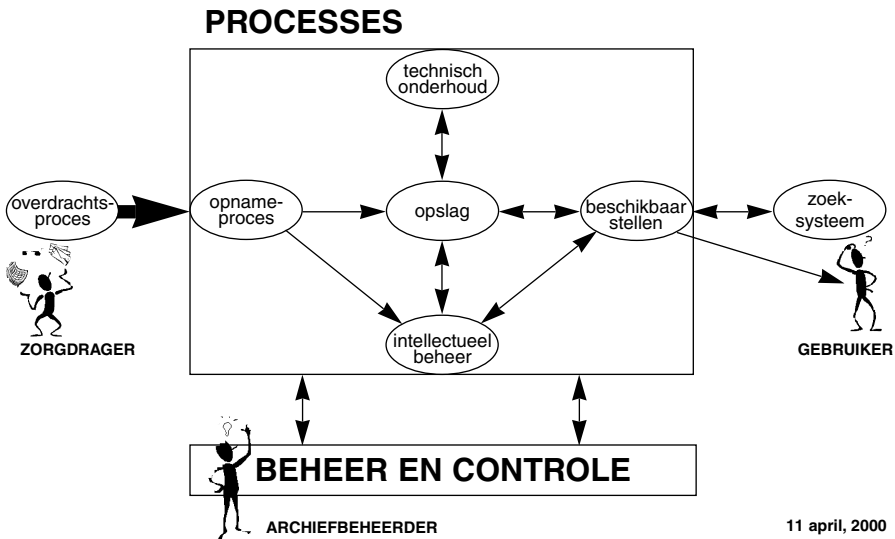 PROCESSES
technisch
onderhoud
overdrachts-
proces
opname-
proces
opslag
beschikbaar
stellen
zoek-
systeem
?
intellectueel
beheer
ZORGDRAGER
GEBRUIKER
BEHEER EN CONTROLE
ARCHIEFBEHEERDER
11 april, 2000